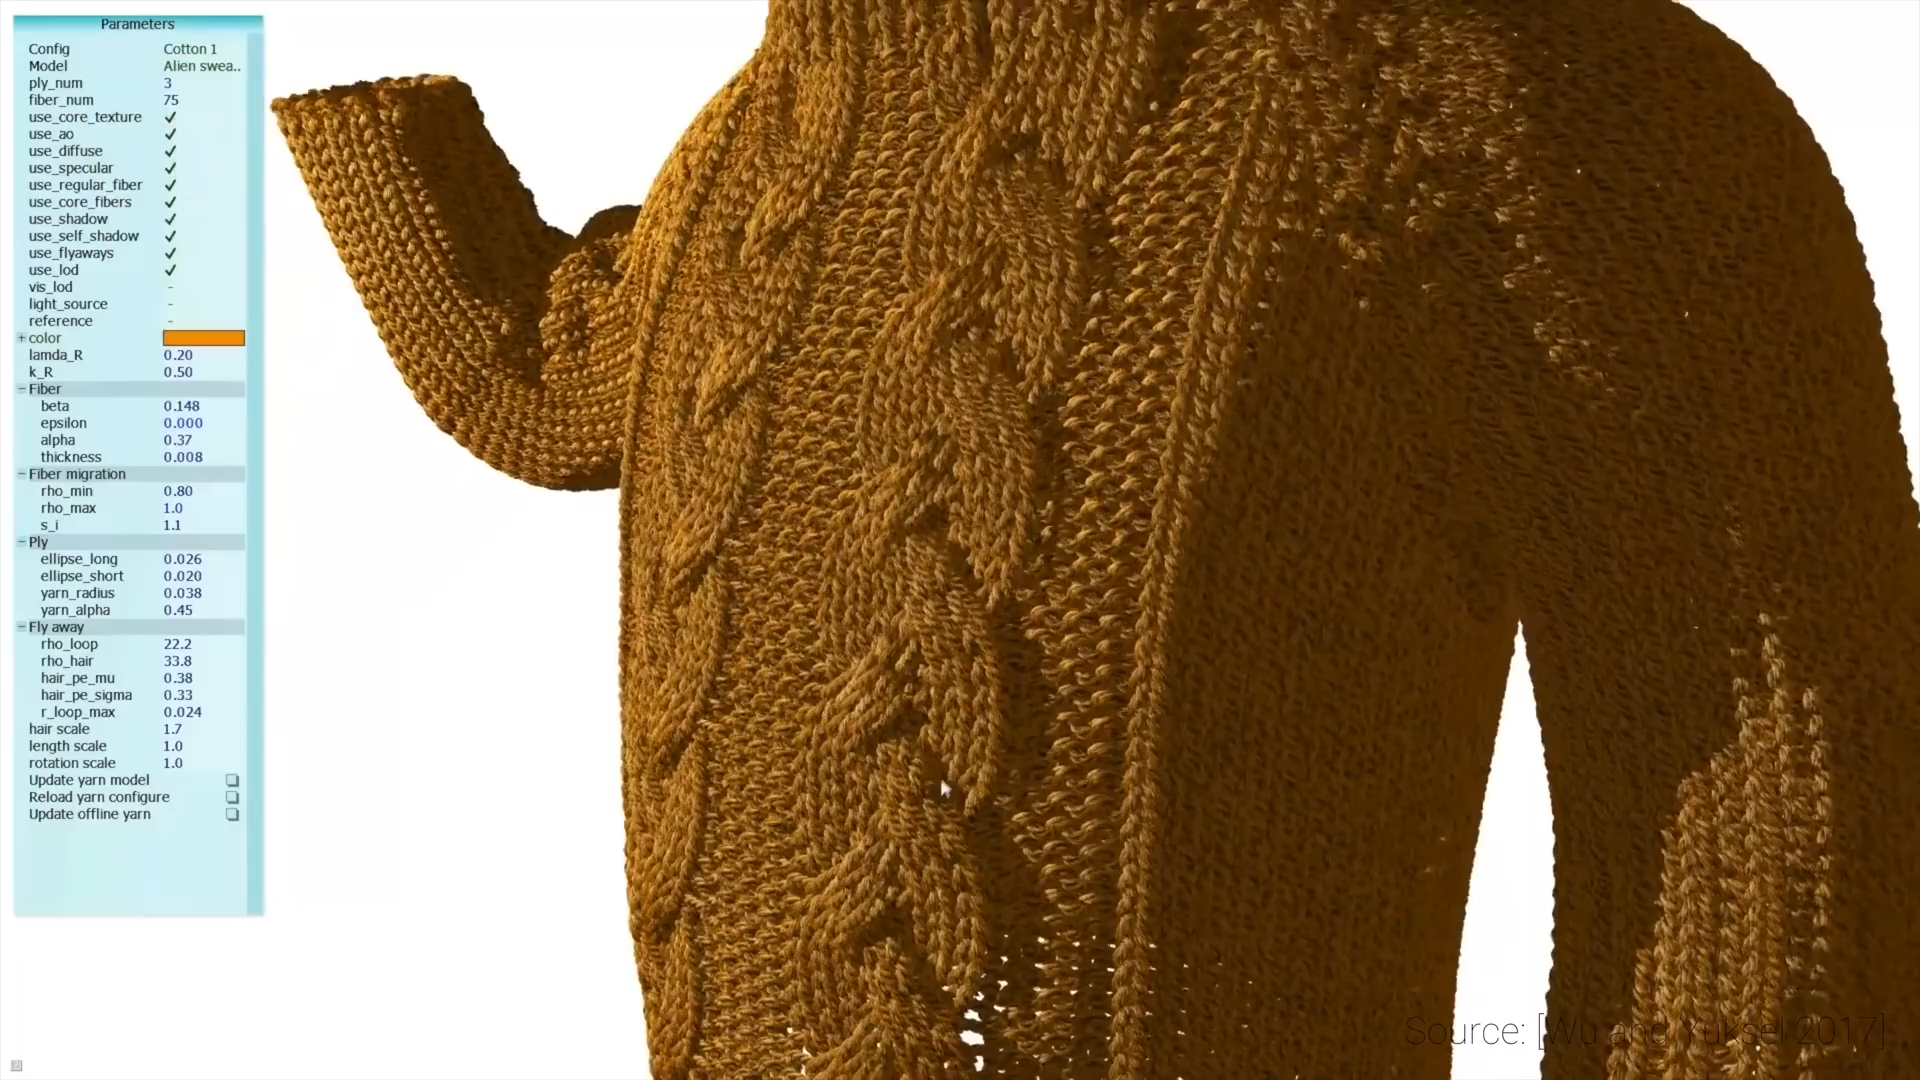 Parameters
Config Cotton 1
Model Alien swea..
ply_num 3
fiber_num 75
use_core_texture ✓
use_ao ✓
use_diffuse ✓
use_specular ✓
use_regular_fiber ✓
use_core_fibers ✓
use_shadow ✓
use_self_shadow ✓
use_flyaways ✓
use_lod ✓
vis_lod -
light_source -
reference -
+ color
lamda_R 0.20
k_R 0.50
− Fiber
beta 0.148
epsilon 0.000
alpha 0.37
thickness 0.008
− Fiber migration
rho_min 0.80
rho_max 1.0
s_i 1.1
− Ply
ellipse_long 0.026
ellipse_short 0.020
yarn_radius 0.038
yarn_alpha 0.45
− Fly away
rho_loop 22.2
rho_hair 33.8
hair_pe_mu 0.38
hair_pe_sigma 0.33
r_loop_max 0.024
hair scale 1.7
length scale 1.0
rotation scale 1.0
Update yarn model
Reload yarn configure
Update offline yarn
Source: [Wu and Yuksel 2017]